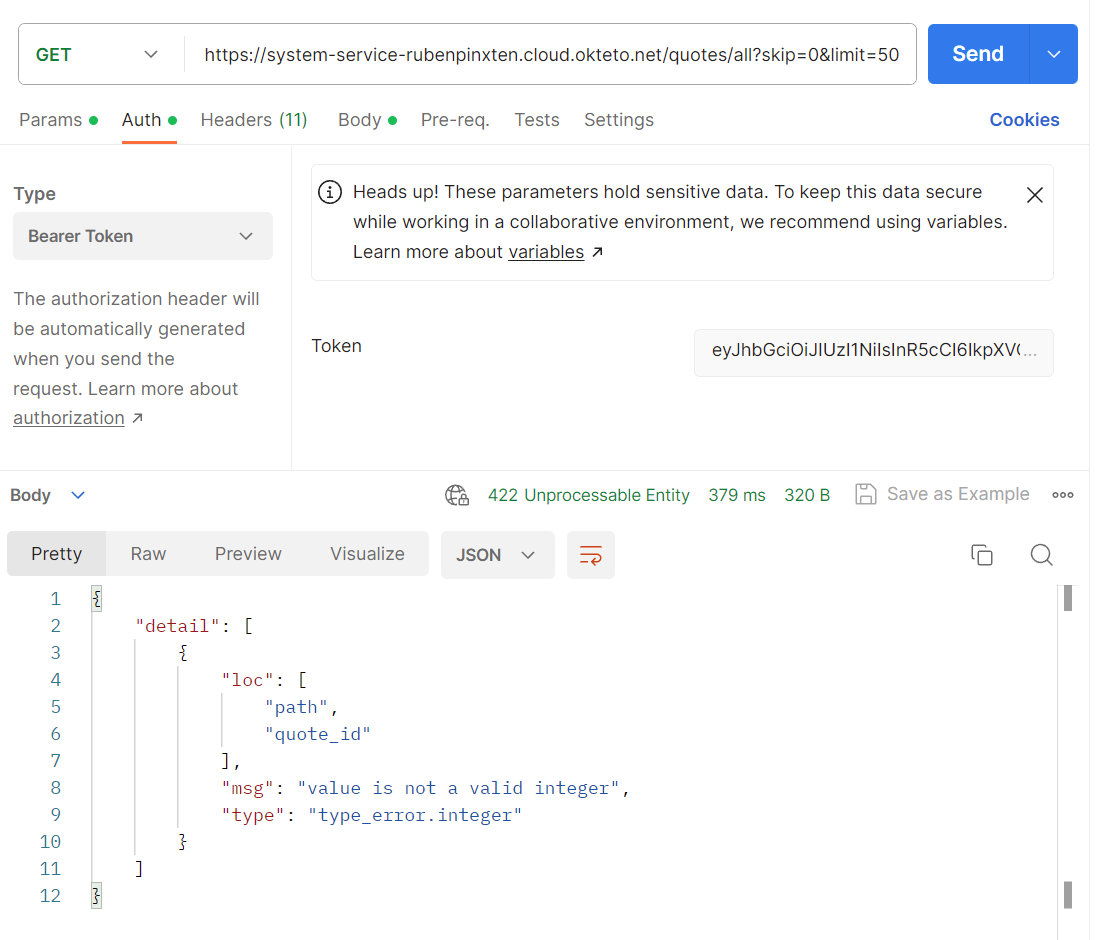 GET https://system-service-rubenpinxten.cloud.okteto.net/quotes/all?skip=0&limit=50 Send
Params Auth Headers (11) Body Pre-req. Tests Settings Cookies
Type
Bearer Token
The authorization header will
be automatically generated
when you send the
request. Learn more about
authorization ↗
Heads up! These parameters hold sensitive data. To keep this data secure
while working in a collaborative environment, we recommend using variables.
Learn more about variables ↗
Token eyJhbGciOiJIUzI1NiIsInR5cCI6IkpXV...
Body 422 Unprocessable Entity 379 ms 320 B Save as Example
Pretty Raw Preview Visualize JSON
1 {
2 "detail": [
3 {
4 "loc": [
5 "path",
6 "quote_id"
7 ],
8 "msg": "value is not a valid integer",
9 "type": "type_error.integer"
10 }
11 ]
12 }